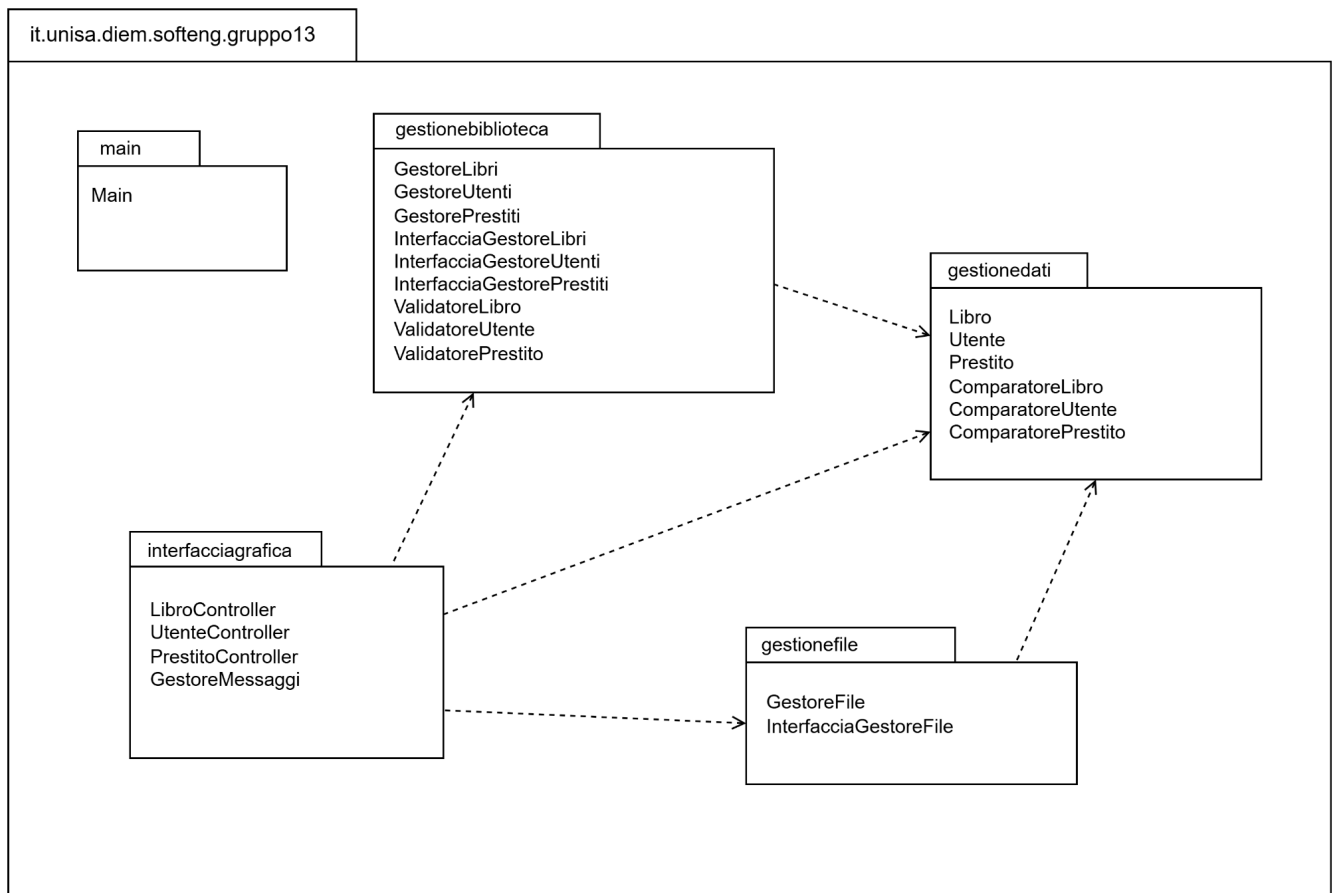 it.unisa.diem.softeng.gruppo13
main
Main
gestionebiblioteca
GestoreLibri
GestoreUtenti
GestorePrestiti
InterfacciaGestoreLibri
InterfacciaGestoreUtenti
InterfacciaGestorePrestiti
ValidatoreLibro
ValidatoreUtente
ValidatorePrestito
gestionedati
Libro
Utente
Prestito
ComparatoreLibro
ComparatoreUtente
ComparatorePrestito
interfacciagrafica
LibroController
UtenteController
PrestitoController
GestoreMessaggi
gestionefile
GestoreFile
InterfacciaGestoreFile